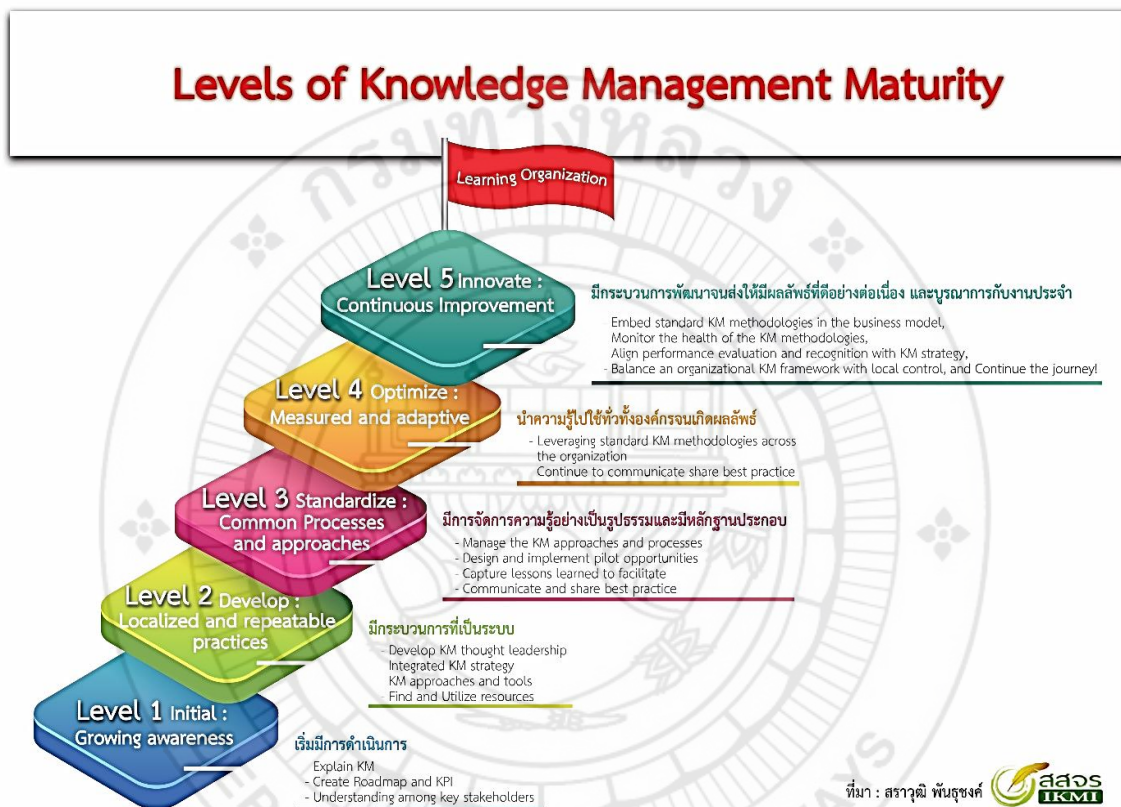 Levels of Knowledge Management Maturity
กรมทางหลวง
Learning Organization
Level 5 Innovate :
Continuous Improvement
มีกระบวนการพัฒนาจนส่งให้มีผลลัพธ์ที่ดีอย่างต่อเนื่อง และบูรณาการกับงานประจำ
Embed standard KM methodologies in the business model,
Monitor the health of the KM methodologies,
Align performance evaluation and recognition with KM strategy,
- Balance an organizational KM framework with local control, and Continue the journey!
Level 4 Optimize :
Measured and adaptive
นำความรู้ไปใช้ทั่วทั้งองค์กรจนเกิดผลลัพธ์
- Leveraging standard KM methodologies across
the organization
Continue to communicate share best practice
Level 3 Standardize :
Common Processes
and approaches
มีการจัดการความรู้อย่างเป็นรูปธรรมและมีหลักฐานประกอบ
- Manage the KM approaches and processes
- Design and implement pilot opportunities
- Capture lessons learned to facilitate
- Communicate and share best practice
Level 2 Develop :
Localized and repeatable
practices
มีกระบวนการที่เป็นระบบ
- Develop KM thought leadership
Integrated KM strategy
KM approaches and tools
- Find and Utilize resources
Level 1 Initial :
Growing awareness
เริ่มมีการดำเนินการ
Explain KM
- Create Roadmap and KPI
- Understanding among key stakeholders
ที่มา : สราวุฒิ พันธุชงค์
สสจร
IKMI